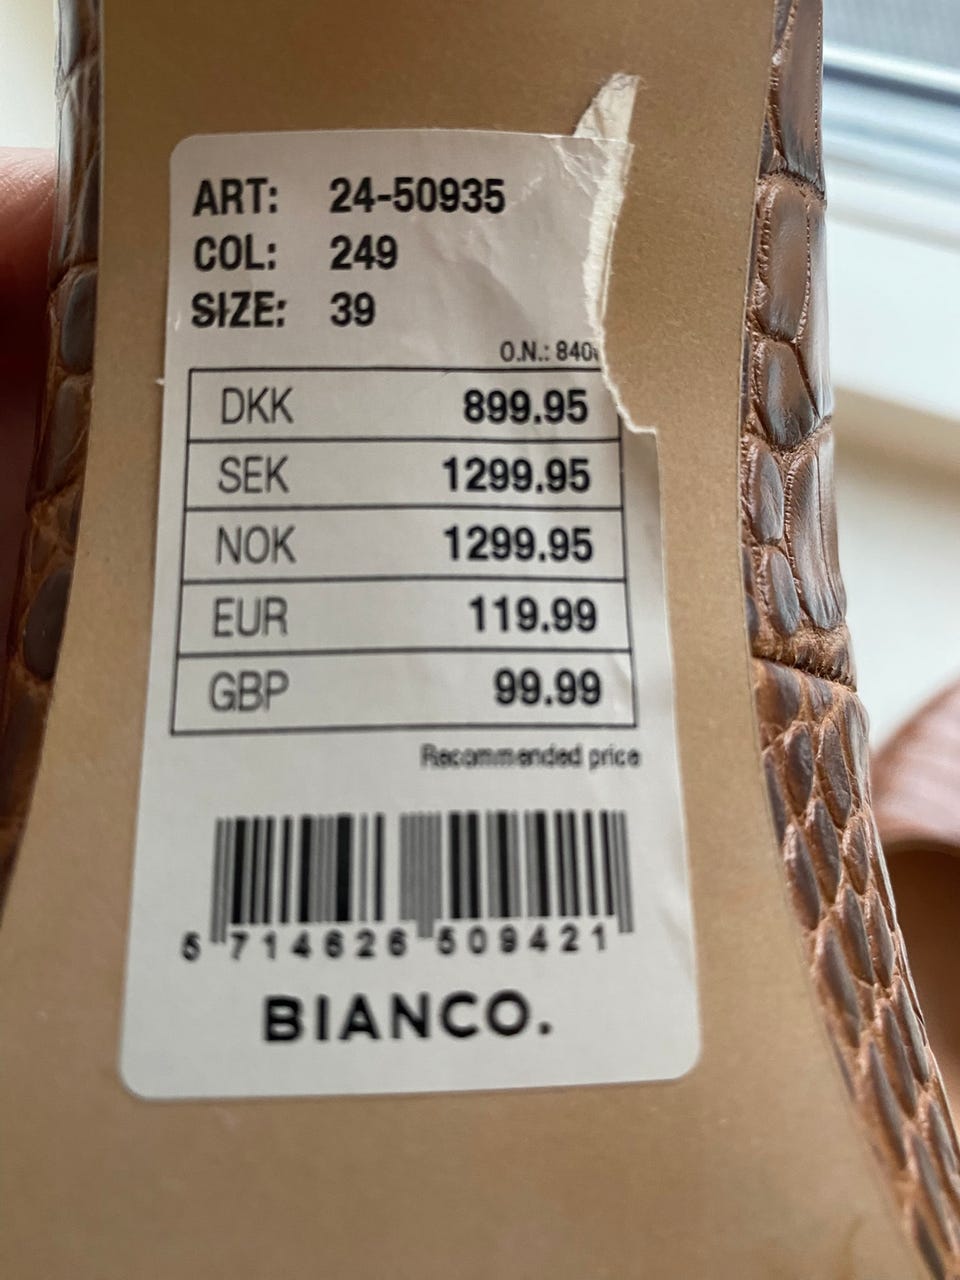 ART: 24-50935
COL: 249
SIZE: 39
O.N.: 840
DKK 899.95
SEK 1299.95
NOK 1299.95
EUR 119.99
GBP 99.99
Recommended price
5 714626 509421
BIANCO.